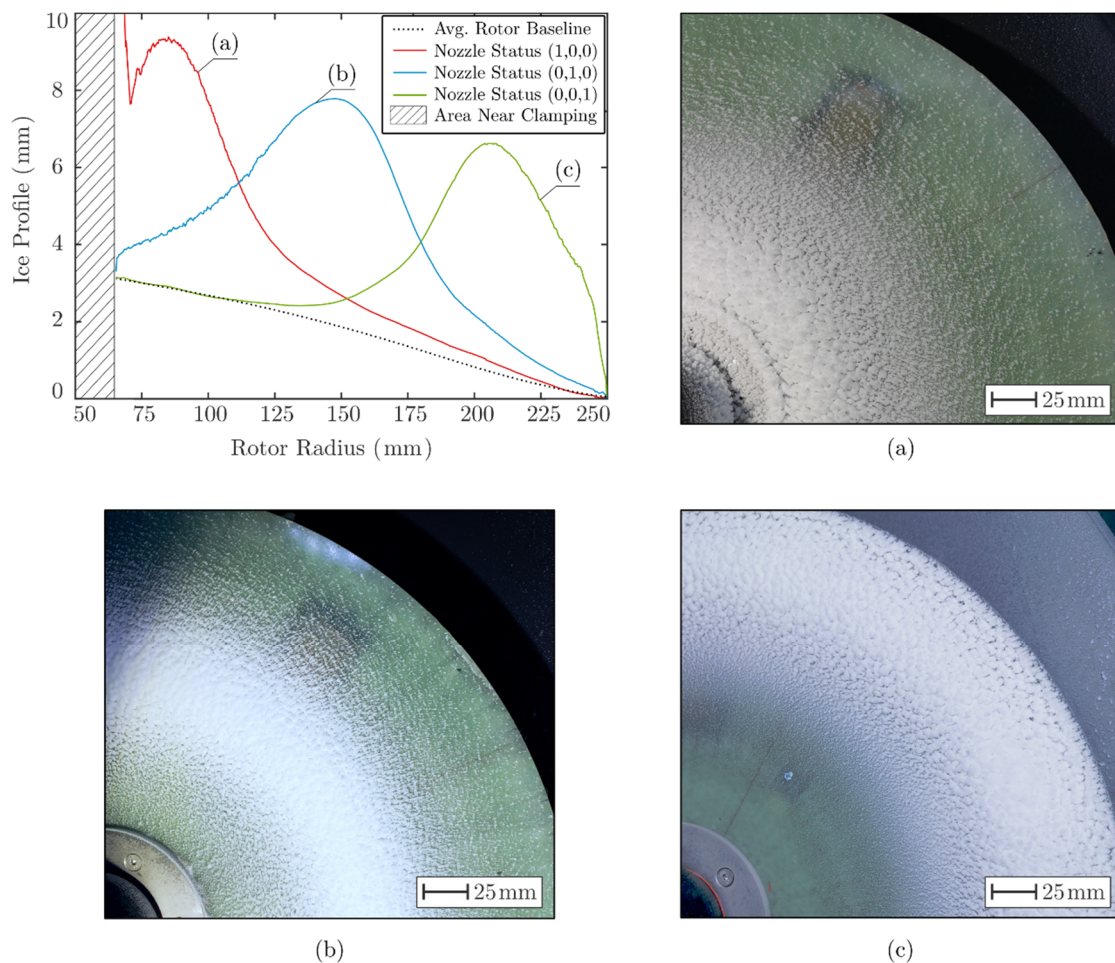 10
8
6
4
2
0
Ice Profile (mm)
50 75 100 125 150 175 200 225 250
Rotor Radius (mm)
(a)
(b)
(c)
Avg. Rotor Baseline
Nozzle Status (1,0,0)
Nozzle Status (0,1,0)
Nozzle Status (0,0,1)
Area Near Clamping
25 mm
(a)
25 mm
(b)
25 mm
(c)